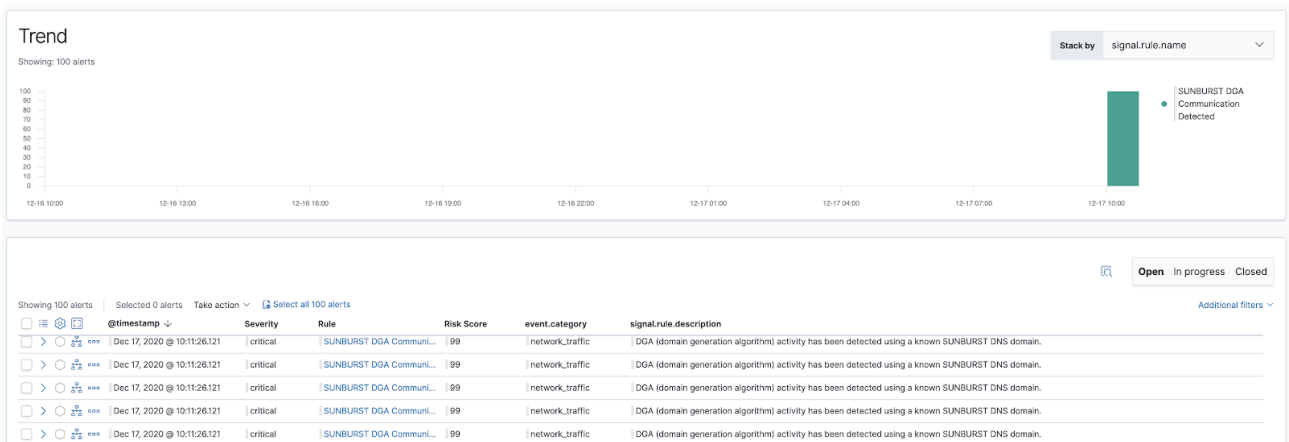 Trend
Stack by signal.rule.name
Showing: 100 alerts
100
90
80
70
60
50
40
30
20
10
0
SUNBURST DGA
Communication
Detected
12-16 10:00 12-16 13:00 12-16 16:00 12-16 19:00 12-16 22:00 12-17 01:00 12-17 04:00 12-17 07:00 12-17 10:00
Open In progress Closed
Showing 100 alerts Selected 0 alerts Take action Select all 100 alerts Additional filters
@timestamp Severity Rule Risk Score event.category signal.rule.description
Dec 17, 2020 @ 10:11:26.121 critical SUNBURST DGA Communi... 99 network_traffic DGA (domain generation algorithm) activity has been detected using a known SUNBURST DNS domain.
Dec 17, 2020 @ 10:11:26.121 critical SUNBURST DGA Communi... 99 network_traffic DGA (domain generation algorithm) activity has been detected using a known SUNBURST DNS domain.
Dec 17, 2020 @ 10:11:26.121 critical SUNBURST DGA Communi... 99 network_traffic DGA (domain generation algorithm) activity has been detected using a known SUNBURST DNS domain.
Dec 17, 2020 @ 10:11:26.121 critical SUNBURST DGA Communi... 99 network_traffic DGA (domain generation algorithm) activity has been detected using a known SUNBURST DNS domain.
Dec 17, 2020 @ 10:11:26.121 critical SUNBURST DGA Communi... 99 network_traffic DGA (domain generation algorithm) activity has been detected using a known SUNBURST DNS domain.